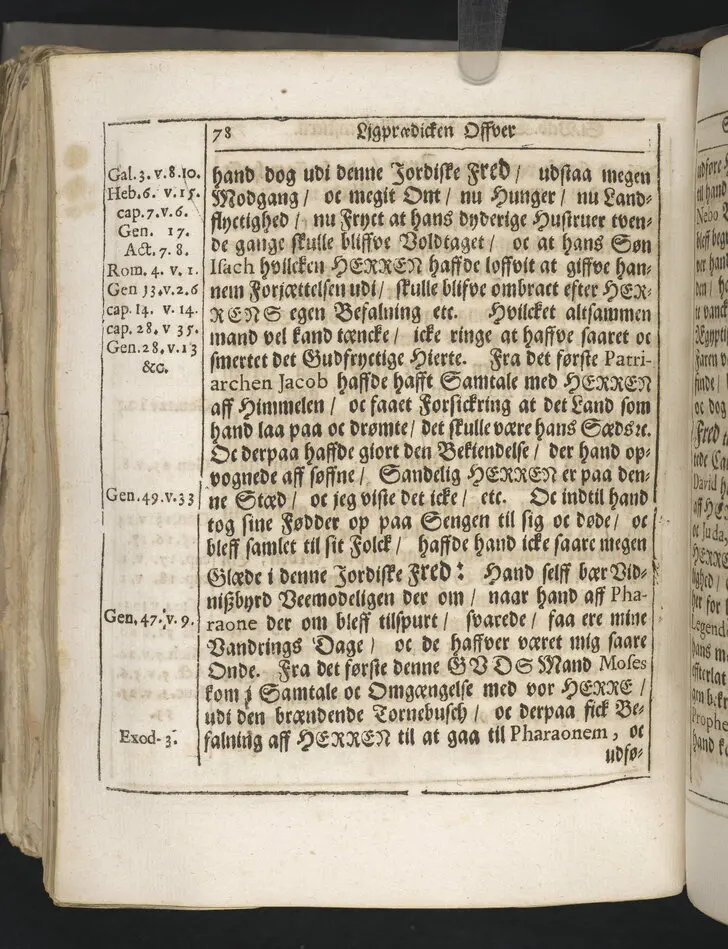 78
Ljgprædicken Offver
Gal. 3. v. 8. 10.
Heb. 6. v. 15.
cap. 7. v. 6.
Gen. 17.
Act. 7. 8.
Rom. 4. v. 1.
Gen 13. v. 2. 6
cap. 14. v. 14.
cap. 28. v 35.
Gen. 28. v. 13
&c.
Gen. 49. v. 33
Gen, 47. v. 9.
Exod- 3.
hand dog udi denne Jordiske Fred / udstaa megen
Modgang / oc megit Ont / nu Hunger / nu Land-
flyctighed / nu Fryct at hans dyderige Hustruer tven-
de gange skulle bliffve Voldtaget / oc at hans Søn
Isach hvilcken HERREN haffde loffvit at giffve han-
nem Forjættelsen udi / skulle blifve ombract efter HER-
RENS egen Befalning etc. Hvilcket altsammen
mand vel kand tæncke / icke ringe at haffve saaret oc
smertet det Gudfryctige Hierte. Fra det første Patri-
archen Jacob haffde hafft Samtale med HERREN
aff Himmelen / oc faaet Forsickring at det Land som
hand laa paa oc drømte / det skulle være hans Sæds ꝛc.
Oc derpaa haffde giort den Bekiendelse / der hand op-
vognede aff søffne / Sandelig HERREN er paa den-
ne Stæd / oc jeg viste det icke / etc. Oc indtil hand
tog sine Fødder op paa Sengen til sig oc døde / oc
bleff samlet til sit Folck / haffde hand icke saare megen
Glæde i denne Jordiske Fred: Hand selff bær Vid-
nißbyrd Veemodeligen der om / naar hand aff Pha-
raone der om bleff tilspurt / svarede / faa ere mine
Vandrings Dage / oc de haffver været mig saare
Onde. Fra det første denne GVDS Mand Moses
kom j Samtale oc Omgængelse med vor HERRE /
udi den brændende Tornebusch / oc derpaa fick Be-
falning aff HERREN til at gaa til Pharaonem, oc
udfø-